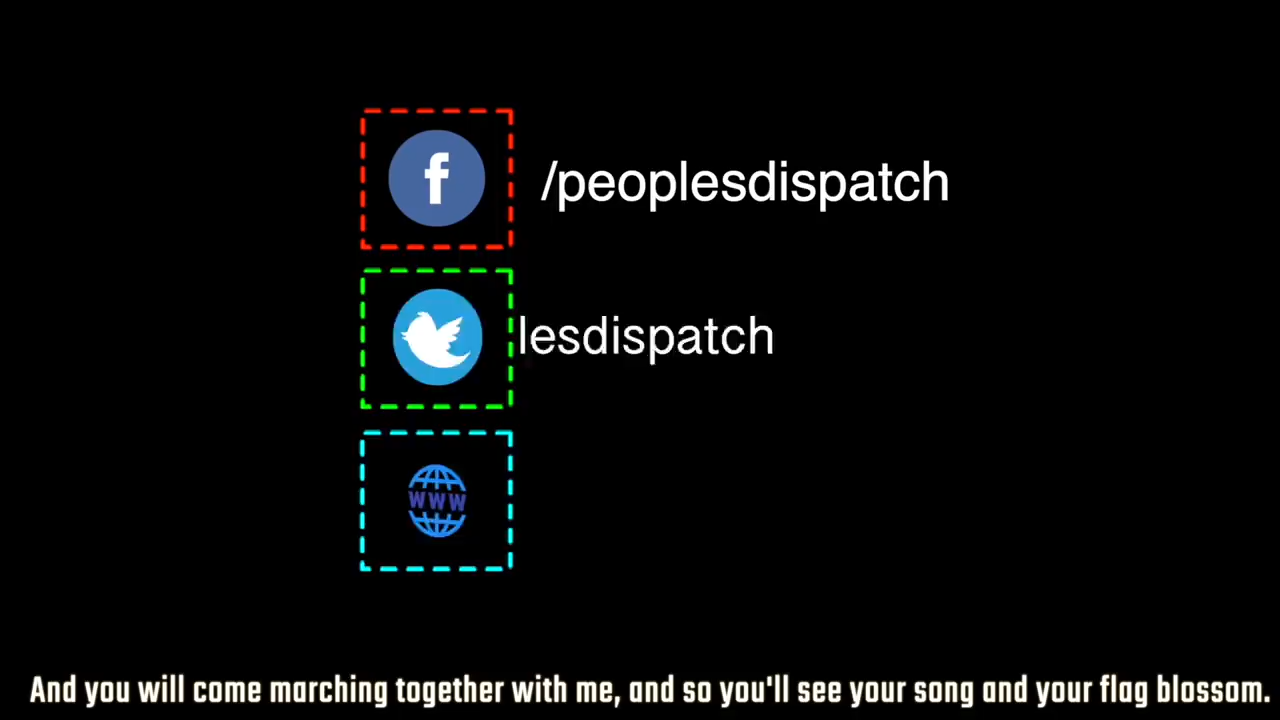 f
/peoplesdispatch
lesdispatch
WWW
And you will come marching together with me, and so you'll see your song and your flag blossom.